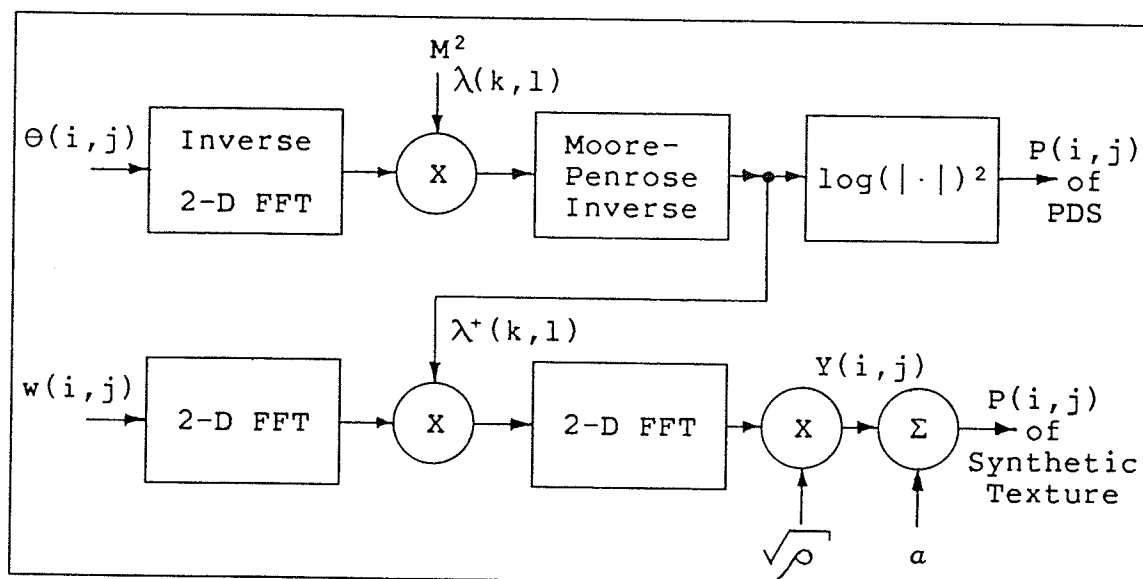 M²
λ(k,l)
θ(i,j)
Inverse
2-D FFT
X
Moore-
Penrose
Inverse
log(|·|)²
P(i,j)
of
PDS
λ⁺(k,l)
w(i,j)
2-D FFT
X
2-D FFT
X
Y(i,j)
Σ
P(i,j)
of
Synthetic
Texture
√ρ
a